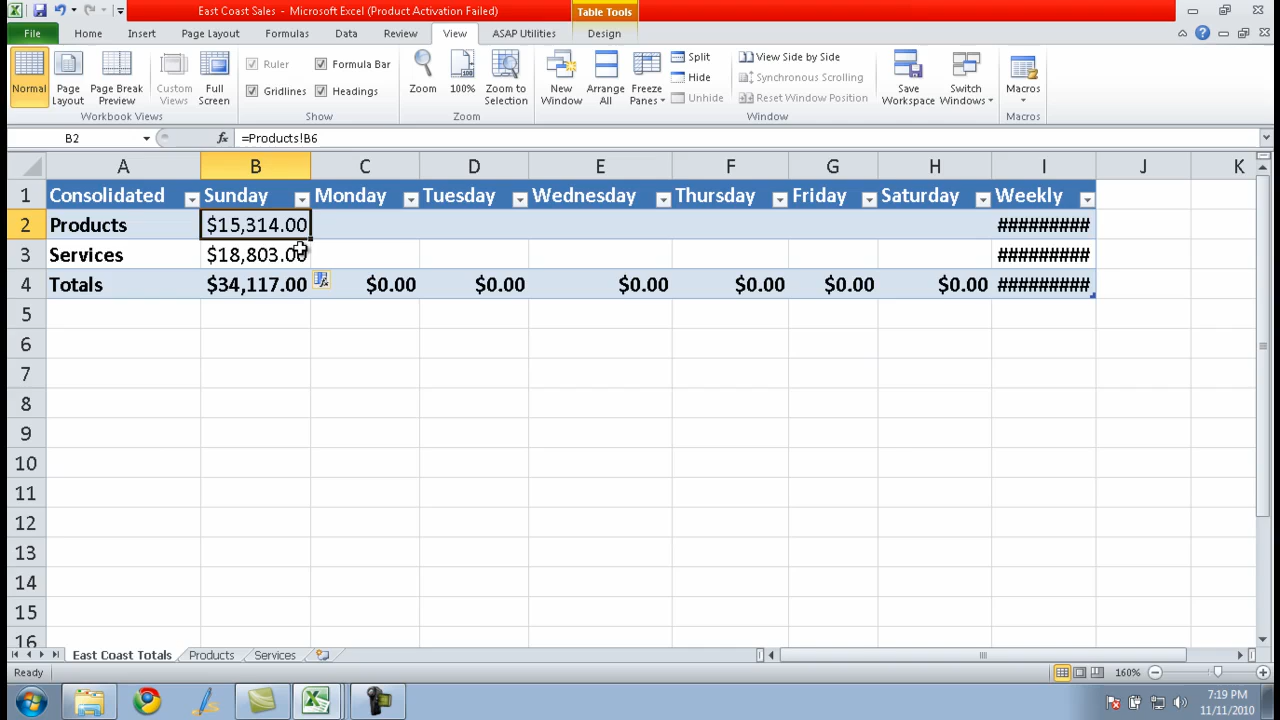 East Coast Sales - Microsoft Excel (Product Activation Failed)
Table Tools
File Home Insert Page Layout Formulas Data Review View ASAP Utilities Design
Normal
Page Layout
Page Break Preview
Custom Views
Full Screen
Workbook Views
Ruler
Formula Bar
Gridlines
Headings
Show
Zoom
100%
Zoom to Selection
Zoom
New Window
Arrange All
Freeze Panes
Split
Hide
Unhide
View Side by Side
Synchronous Scrolling
Reset Window Position
Window
Save Workspace
Switch Windows
Macros
Macros
B2 fx =Products!B6
A B C D E F G H I J K
1 Consolidated Sunday Monday Tuesday Wednesday Thursday Friday Saturday Weekly
2 Products $15,314.00 #########
3 Services $18,803.00 #########
4 Totals $34,117.00 $0.00 $0.00 $0.00 $0.00 $0.00 $0.00 #########
5
6
7
8
9
10
11
12
13
14
15
16
East Coast Totals Products Services
Ready 160%
7:19 PM
11/11/2010